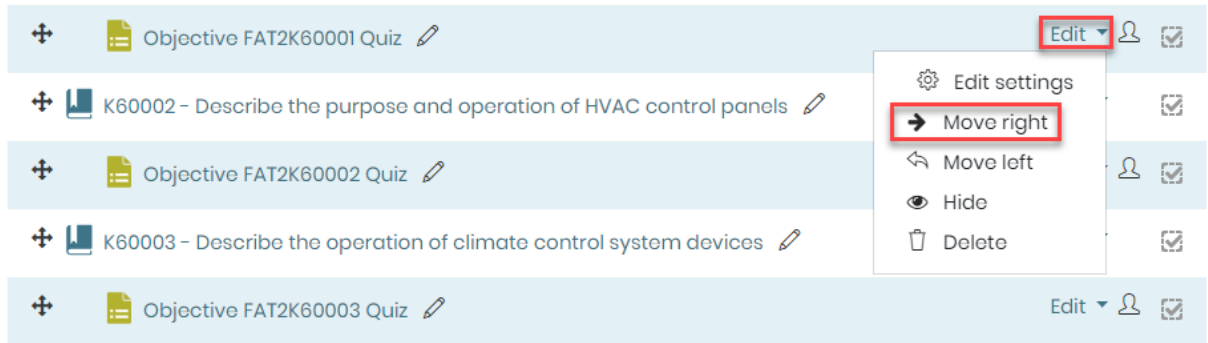 Objective FAT2K60001 Quiz Edit
Edit settings
K60002 - Describe the purpose and operation of HVAC control panels
Move right
Objective FAT2K60002 Quiz
Move left
Hide
K60003 - Describe the operation of climate control system devices
Delete
Objective FAT2K60003 Quiz Edit